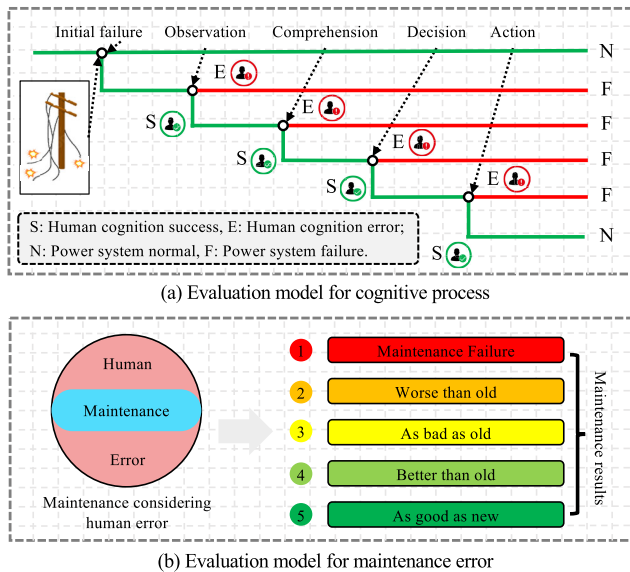 Initial failure Observation Comprehension Decision Action
N
E F
S E F
S E F
S E F
S N
S: Human cognition success, E: Human cognition error;
N: Power system normal, F: Power system failure.
(a) Evaluation model for cognitive process
Human
Maintenance
Error
Maintenance considering
human error
1 Maintenance Failure
2 Worse than old
3 As bad as old
4 Better than old
5 As good as new
Maintenance results
(b) Evaluation model for maintenance error